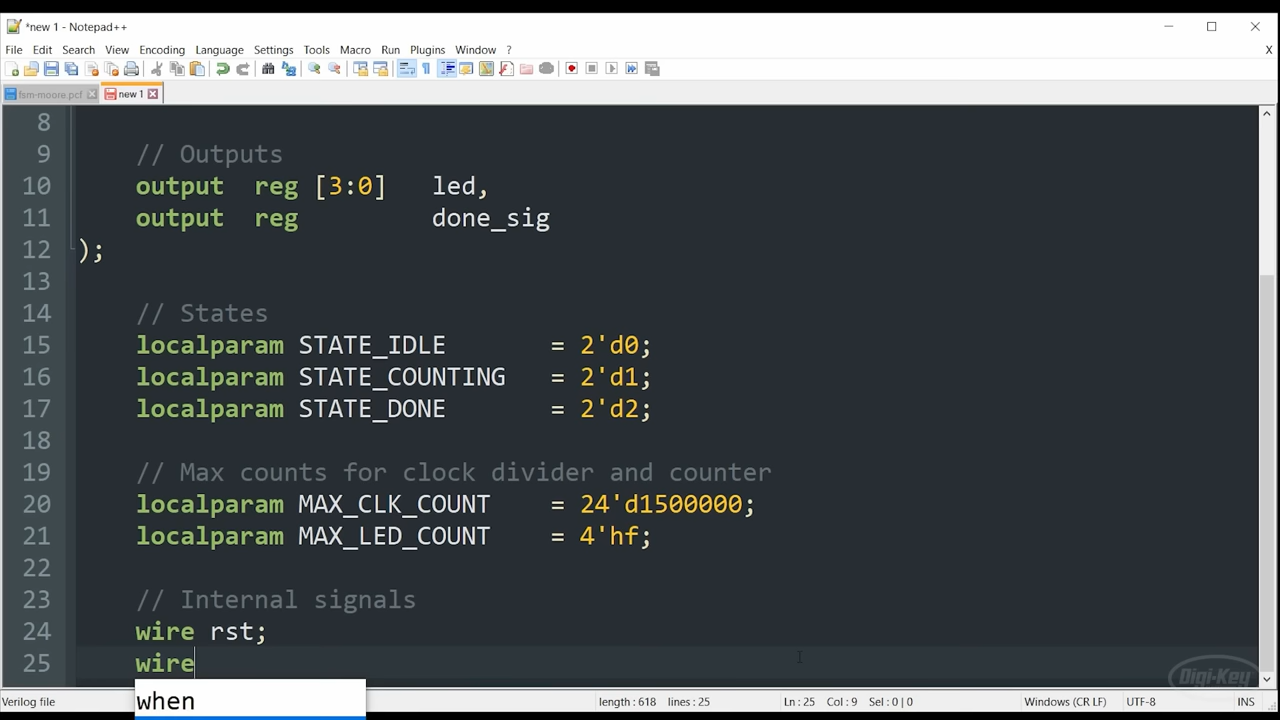 *new 1 - Notepad++
File Edit Search View Encoding Language Settings Tools Macro Run Plugins Window ? X
fsm-moore.pcf new 1
8
9 // Outputs
10 output reg [3:0] led,
11 output reg done_sig
12 );
13
14 // States
15 localparam STATE_IDLE = 2'd0;
16 localparam STATE_COUNTING = 2'd1;
17 localparam STATE_DONE = 2'd2;
18
19 // Max counts for clock divider and counter
20 localparam MAX_CLK_COUNT = 24'd1500000;
21 localparam MAX_LED_COUNT = 4'hf;
22
23 // Internal signals
24 wire rst;
25 wire
Digi-Key
when
Verilog file length : 618 lines : 25 Ln : 25 Col : 9 Sel : 0 | 0 Windows (CR LF) UTF-8 INS